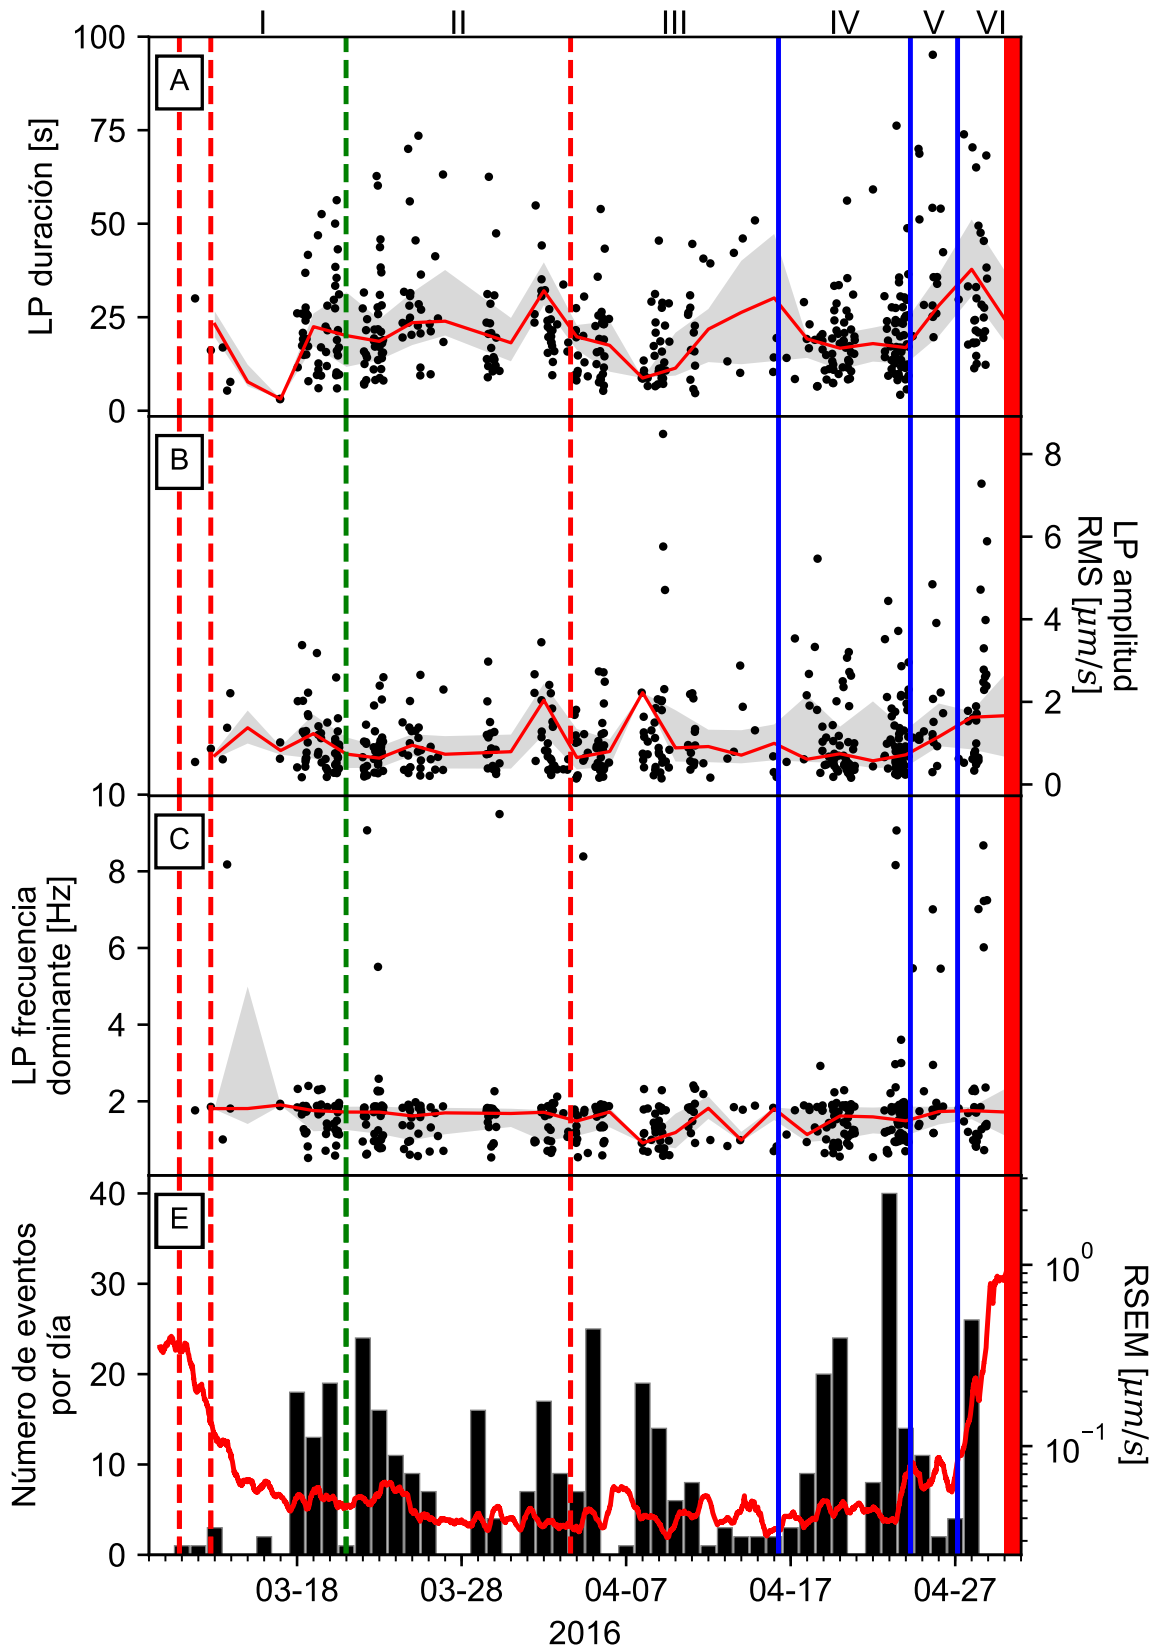 I II III IV V VI
A
100
75
50
25
0
LP duración [s]
B
8
6
4
2
0
LP amplitud
RMS [μm/s]
C
10
8
6
4
2
LP frecuencia
dominante [Hz]
E
40
30
20
10
0
Número de eventos
por día
10⁰
10⁻¹
RSEM [μm/s]
03-18 03-28 04-07 04-17 04-27
2016